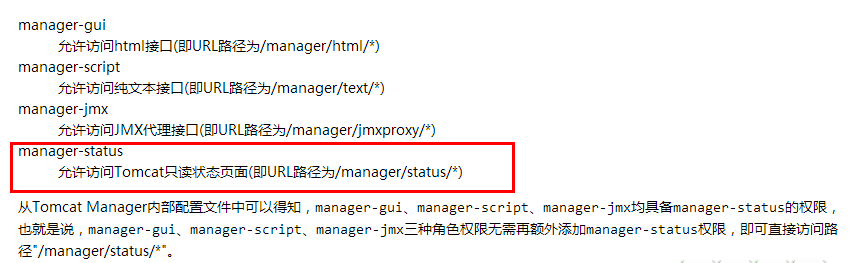 manager-gui
允许访问html接口(即URL路径为/manager/html/*)
manager-script
允许访问纯文本接口(即URL路径为/manager/text/*)
manager-jmx
允许访问JMX代理接口(即URL路径为/manager/jmxproxy/*)
manager-status
允许访问Tomcat只读状态页面(即URL路径为/manager/status/*)
从Tomcat Manager内部配置文件中可以得知，manager-gui、manager-script、manager-jmx均具备manager-status的权限，
也就是说，manager-gui、manager-script、manager-jmx三种角色权限无需再额外添加manager-status权限，即可直接访问路
径"/manager/status/*"。